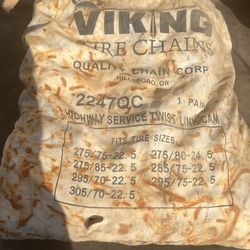 VIKING
TIRE CHAINS
QUALITY CHAIN CORP
HILLSBORO, OR
2247QC 1 PAIR
HIGHWAY SERVICE TWIST LINK CAM
FITS TIRE SIZES
275/75-22.5 275/80-24.5
275/85-22.5 285/75-22.5
295/70-22.5 295/75-22.5
305/70-22.5